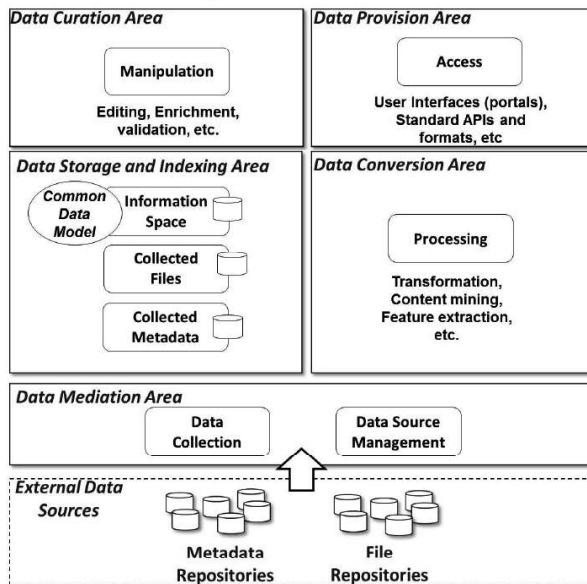 Data Curation Area
Manipulation
Editing, Enrichment,
validation, etc.
Data Provision Area
Access
User Interfaces (portals),
Standard APIs and
formats, etc
Data Storage and Indexing Area
Common
Data
Model
Information
Space
Collected
Files
Collected
Metadata
Data Conversion Area
Processing
Transformation,
Content mining,
Feature extraction,
etc.
Data Mediation Area
Data
Collection
Data Source
Management
External Data
Sources
Metadata
Repositories
File
Repositories